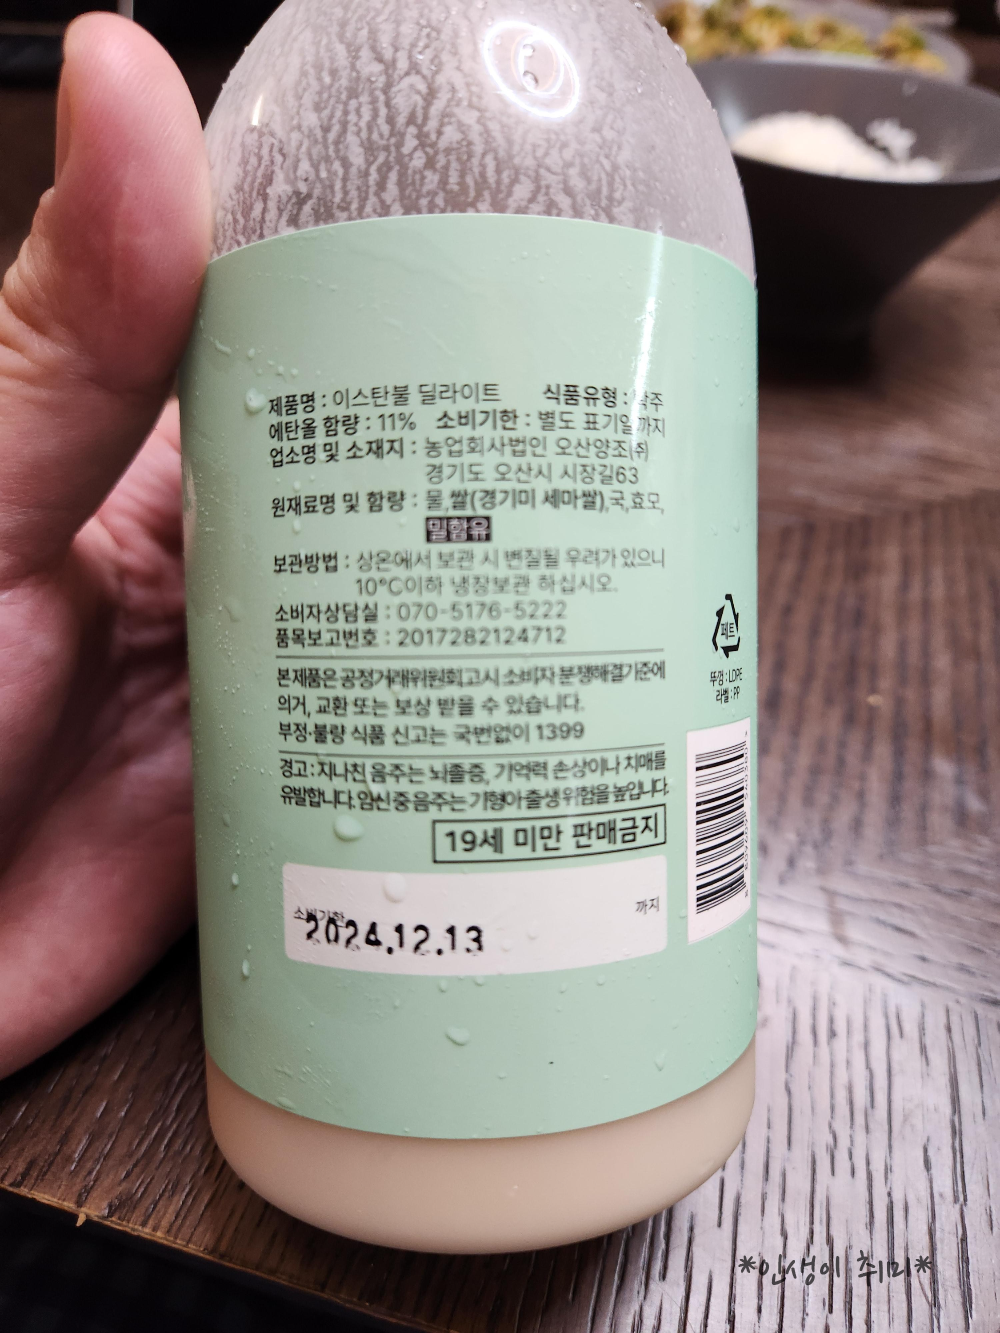 제품명 : 이스탄불 딜라이트 식품유형 : 탁주
에탄올 함량 : 11% 소비기한 : 별도 표기일까지
업소명 및 소재지 : 농업회사법인 오산양조(주)
경기도 오산시 시장길63
원재료명 및 함량 : 물,쌀(경기미 세마쌀),국,효모,
밀함유
보관방법 : 상온에서 보관 시 변질될 우려가 있으니
10°C이하 냉장보관 하십시오.
소비자상담실 : 070-5176-5222
품목보고번호 : 2017282124712
본 제품은 공정거래위원회 고시 소비자 분쟁해결기준에
의거, 교환 또는 보상 받을 수 있습니다.
부정·불량 식품 신고는 국번없이 1399
경고 : 지나친 음주는 뇌졸중, 기억력 손상이나 치매를
유발합니다. 임신 중 음주는 기형아 출생 위험을 높입니다.
19세 미만 판매금지
소비기한 까지
2024.12.13
페트
뚜껑 : LDPE
라벨 : PP
*인생이 취미*